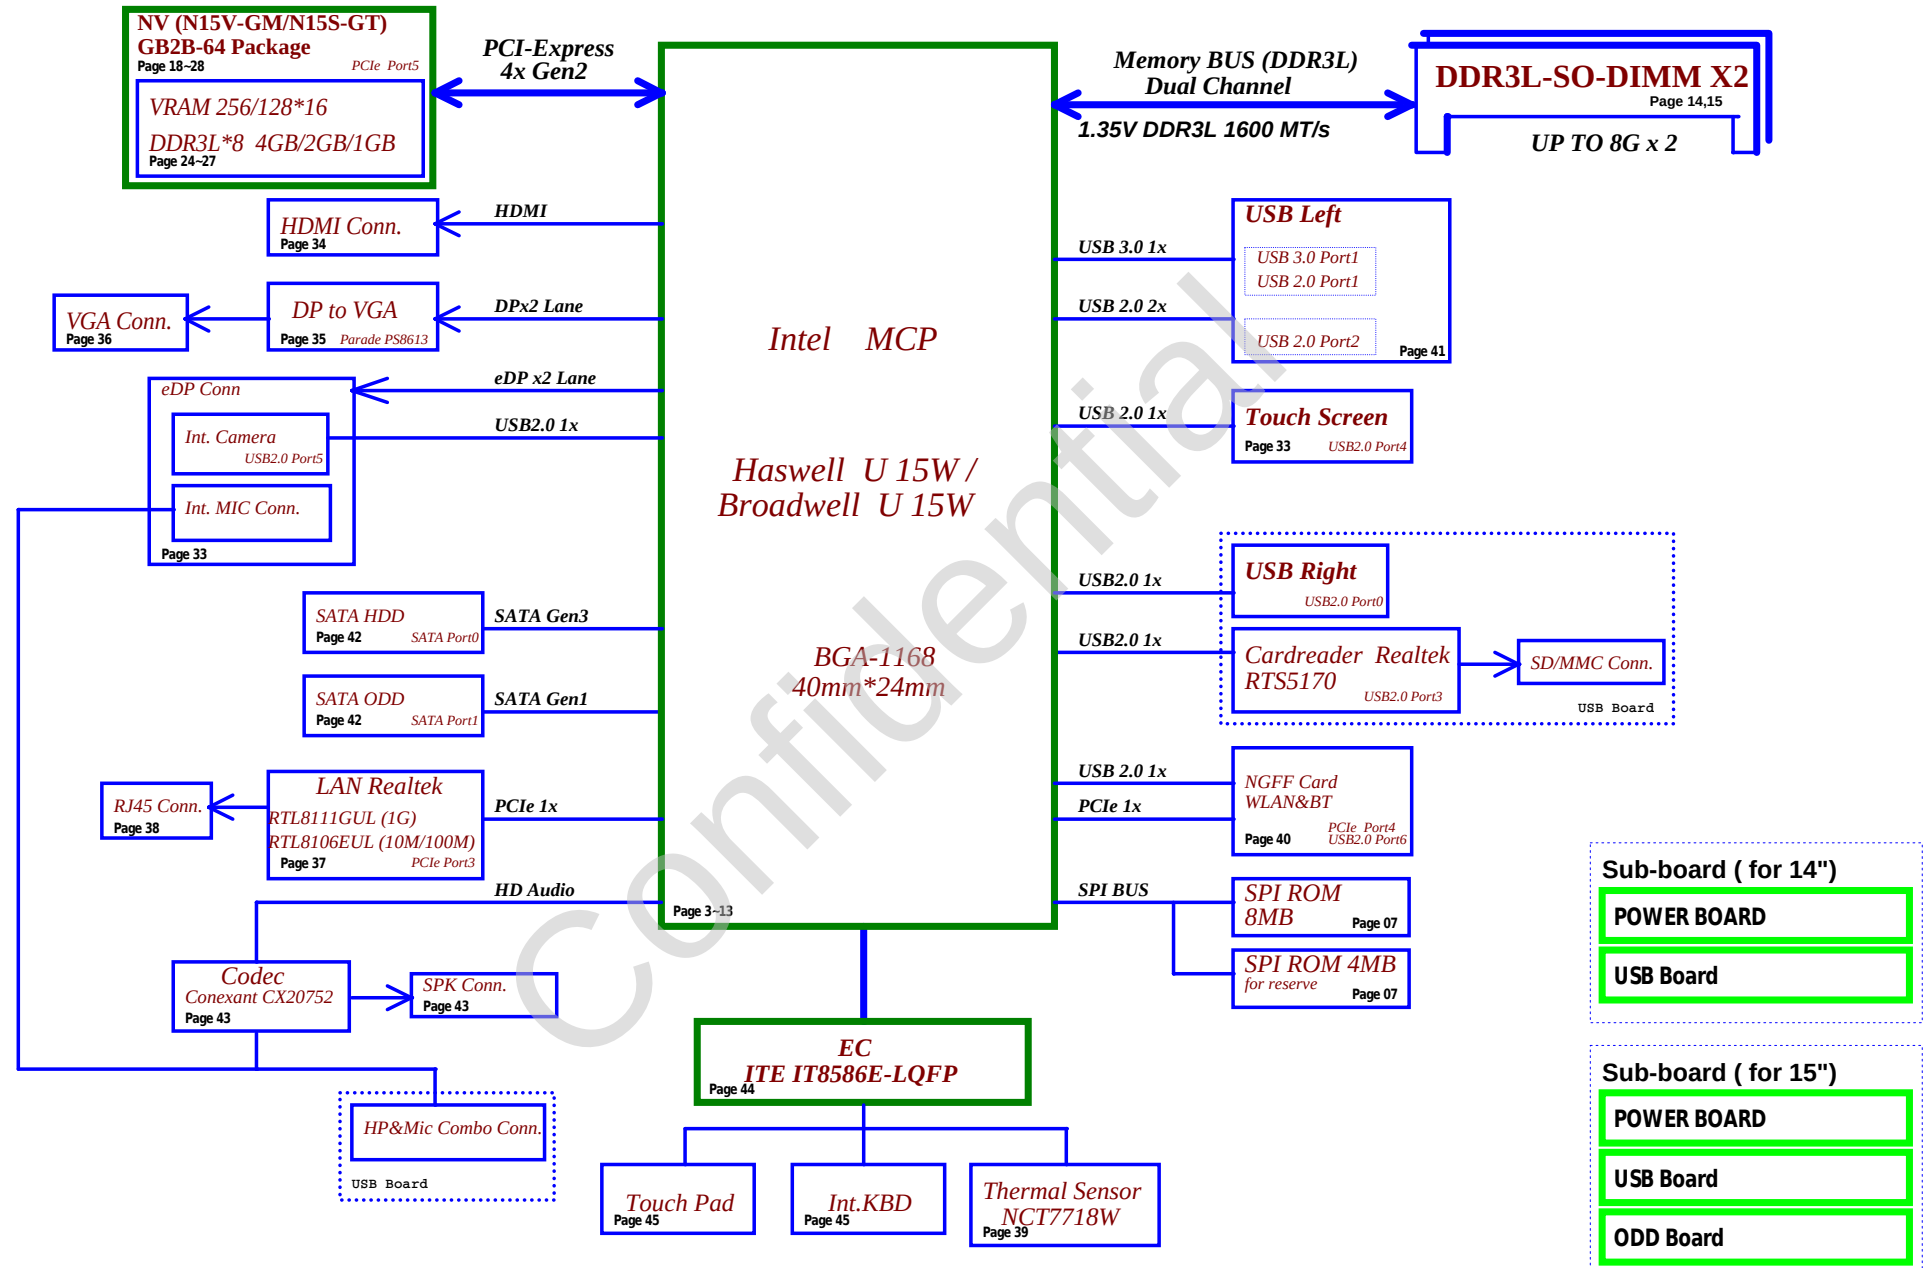 NV (N15V-GM/N15S-GT)
GB2B-64 Package
Page 18~28
PCIe Port5
VRAM 256/128*16
DDR3L*8 4GB/2GB/1GB
Page 24~27
PCI-Express
4x Gen2
Memory BUS (DDR3L)
Dual Channel
1.35V DDR3L 1600 MT/s
DDR3L-SO-DIMM X2
Page 14,15
UP TO 8G x 2
HDMI Conn.
Page 34
HDMI
VGA Conn.
Page 36
DP to VGA
Page 35
Parade PS8613
DPx2 Lane
eDP Conn
eDP x2 Lane
Int. Camera
USB2.0 Port5
USB2.0 1x
Int. MIC Conn.
Page 33
SATA HDD
Page 42
SATA Port0
SATA Gen3
SATA ODD
Page 42
SATA Port1
SATA Gen1
RJ45 Conn.
Page 38
LAN Realtek
RTL8111GUL (1G)
RTL8106EUL (10M/100M)
Page 37
PCIe Port3
PCIe 1x
HD Audio
Codec
Conexant CX20752
Page 43
SPK Conn.
Page 43
HP&Mic Combo Conn.
USB Board
Intel MCP
Haswell U 15W /
Broadwell U 15W
BGA-1168
40mm*24mm
Page 3~13
Confidential
EC
ITE IT8586E-LQFP
Page 44
Touch Pad
Page 45
Int.KBD
Page 45
Thermal Sensor
NCT7718W
Page 39
USB 3.0 1x
USB 2.0 2x
USB Left
USB 3.0 Port1
USB 2.0 Port1
USB 2.0 Port2
Page 41
USB 2.0 1x
Touch Screen
Page 33
USB2.0 Port4
USB2.0 1x
USB Right
USB2.0 Port0
USB2.0 1x
Cardreader Realtek
RTS5170
USB2.0 Port3
SD/MMC Conn.
USB Board
USB 2.0 1x
PCIe 1x
NGFF Card
WLAN&BT
PCIe Port4
Page 40
USB2.0 Port6
SPI BUS
SPI ROM
8MB
Page 07
SPI ROM 4MB
for reserve
Page 07
Sub-board ( for 14")
POWER BOARD
USB Board
Sub-board ( for 15")
POWER BOARD
USB Board
ODD Board